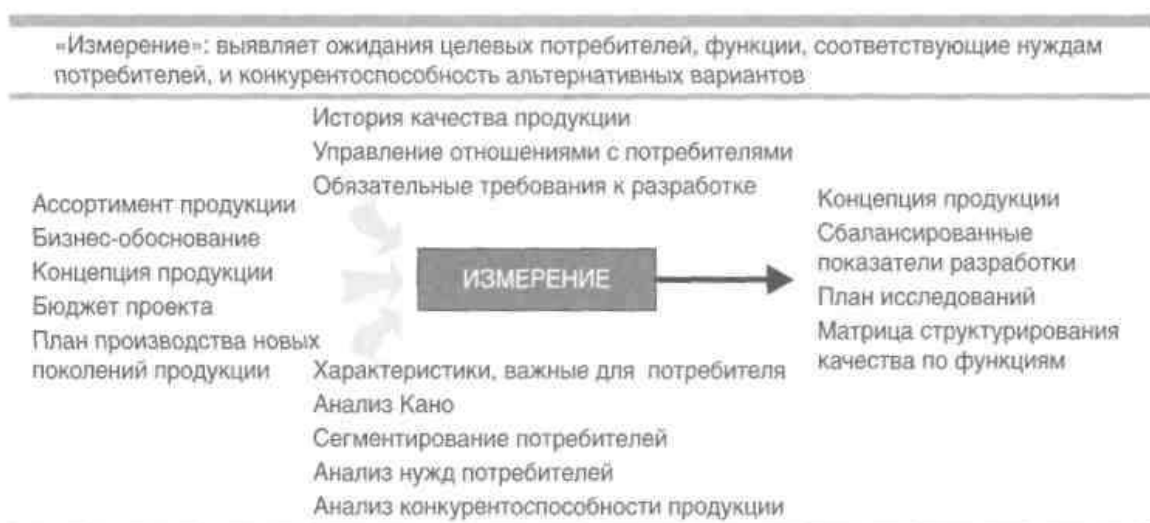 «Измерение»: выявляет ожидания целевых потребителей, функции, соответствующие нуждам
потребителей, и конкурентоспособность альтернативных вариантов
История качества продукции
Управление отношениями с потребителями
Обязательные требования к разработке
Ассортимент продукции
Бизнес-обоснование
Концепция продукции
Бюджет проекта
План производства новых
поколений продукции
ИЗМЕРЕНИЕ
Характеристики, важные для потребителя
Анализ Кано
Сегментирование потребителей
Анализ нужд потребителей
Анализ конкурентоспособности продукции
Концепция продукции
Сбалансированные
показатели разработки
План исследований
Матрица структурирования
качества по функциям